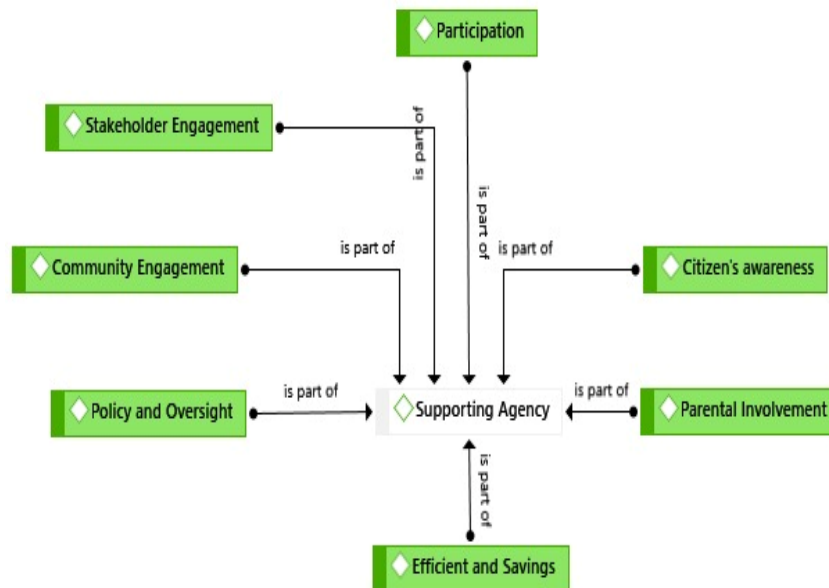 Participation
Stakeholder Engagement
is part of
is part of
Community Engagement
is part of
is part of
Citizen's awareness
Policy and Oversight
is part of
Supporting Agency
is part of
Parental Involvement
is part of
Efficient and Savings